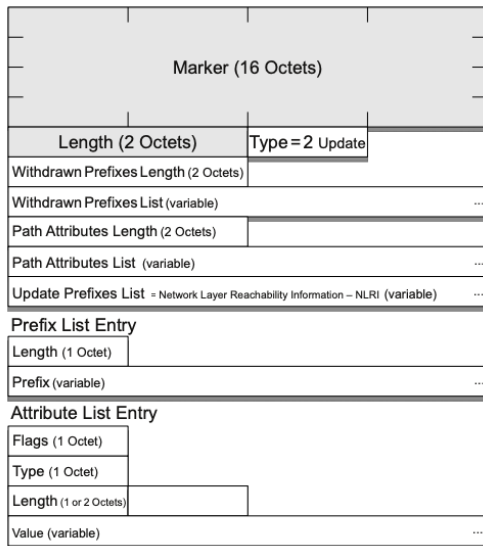 Marker (16 Octets)
Length (2 Octets) Type=2 Update
Withdrawn Prefixes Length (2 Octets)
Withdrawn Prefixes List (variable) ...
Path Attributes Length (2 Octets)
Path Attributes List (variable) ...
Update Prefixes List = Network Layer Reachability Information – NLRI (variable) ...
Prefix List Entry
Length (1 Octet)
Prefix (variable) ...
Attribute List Entry
Flags (1 Octet)
Type (1 Octet)
Length (1 or 2 Octets)
Value (variable) ...